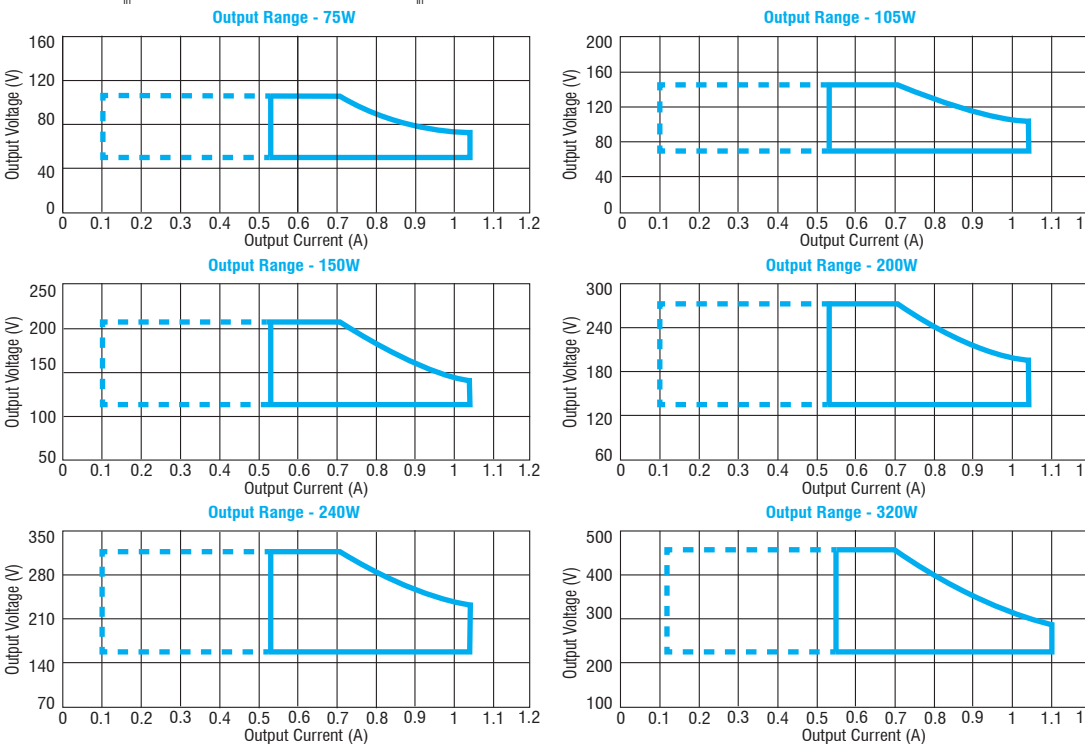 in in
Output Range - 75W
160
120
80
40
0
Output Voltage (V)
0 0.1 0.2 0.3 0.4 0.5 0.6 0.7 0.8 0.9 1 1.1 1.2
Output Current (A)
Output Range - 105W
200
160
120
80
40
0
Output Voltage (V)
0 0.1 0.2 0.3 0.4 0.5 0.6 0.7 0.8 0.9 1 1.1 1
Output Current (A)
Output Range - 150W
250
200
150
100
50
Output Voltage (V)
0 0.1 0.2 0.3 0.4 0.5 0.6 0.7 0.8 0.9 1 1.1 1.2
Output Current (A)
Output Range - 200W
300
240
180
120
60
Output Voltage (V)
0 0.1 0.2 0.3 0.4 0.5 0.6 0.7 0.8 0.9 1 1.1 1
Output Current (A)
Output Range - 240W
350
280
210
140
70
Output Voltage (V)
0 0.1 0.2 0.3 0.4 0.5 0.6 0.7 0.8 0.9 1 1.1 1.2
Output Current (A)
Output Range - 320W
500
400
300
200
100
Output Voltage (V)
0 0.1 0.2 0.3 0.4 0.5 0.6 0.7 0.8 0.9 1 1.1 1
Output Current (A)